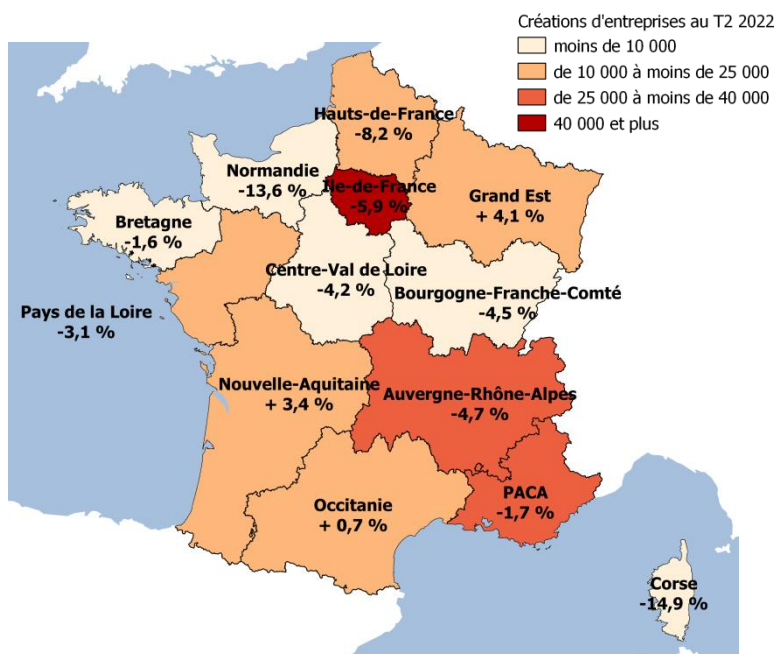 Créations d'entreprises au T2 2022
moins de 10 000
de 10 000 à moins de 25 000
de 25 000 à moins de 40 000
40 000 et plus
Hauts-de-France
-8,2 %
Normandie
-13,6 %
Ile-de-France
-5,9 %
Grand Est
+ 4,1 %
Bretagne
-1,6 %
Centre-Val de Loire
-4,2 %
Bourgogne-Franche-Comté
-4,5 %
Pays de la Loire
-3,1 %
Nouvelle-Aquitaine
+ 3,4 %
Auvergne-Rhône-Alpes
-4,7 %
Occitanie
+ 0,7 %
PACA
-1,7 %
Corse
-14,9 %